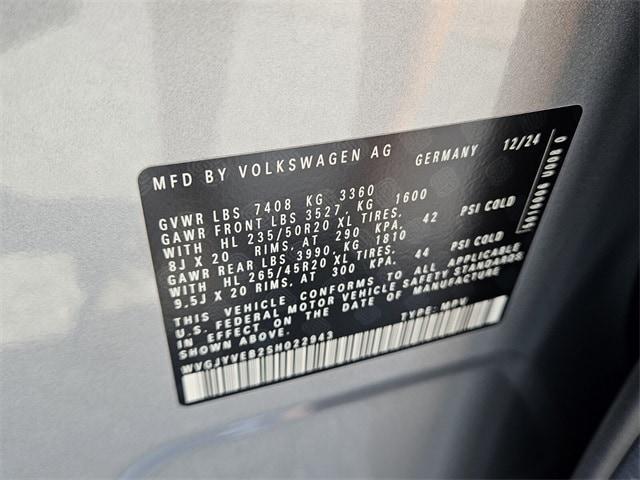 MFD BY VOLKSWAGEN AG GERMANY 12/24
GVWR LBS 7408 KG 3360
GAWR FRONT LBS 3527, KG 1600
WITH HL 235/50R20 XL TIRES,
8J X 20 RIMS, AT 290 KPA, 42 PSI COLD
GAWR REAR LBS 3990, KG 1810
WITH HL 265/45R20 XL TIRES,
9.5J X 20 RIMS, AT 300 KPA, 44 PSI COLD
THIS VEHICLE CONFORMS TO ALL APPLICABLE
U.S. FEDERAL MOTOR VEHICLE SAFETY STANDARDS
IN EFFECT ON THE DATE OF MANUFACTURE
SHOWN ABOVE.
TYPE: MPV
WVGJYVEB2SH022943